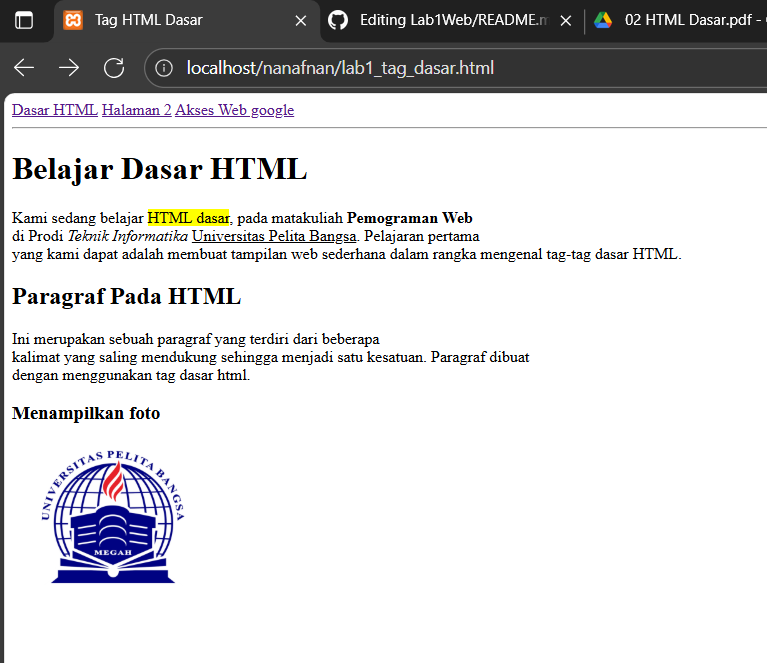 Tag HTML Dasar
Editing Lab1Web/README.m
02 HTML Dasar.pdf -
localhost/nanafnan/lab1_tag_dasar.html
Dasar HTML Halaman 2 Akses Web google
Belajar Dasar HTML
Kami sedang belajar HTML dasar, pada matakuliah Pemograman Web
di Prodi Teknik Informatika Universitas Pelita Bangsa. Pelajaran pertama
yang kami dapat adalah membuat tampilan web sederhana dalam rangka mengenal tag-tag dasar HTML.
Paragraf Pada HTML
Ini merupakan sebuah paragraf yang terdiri dari beberapa
kalimat yang saling mendukung sehingga menjadi satu kesatuan. Paragraf dibuat
dengan menggunakan tag dasar html.
Menampilkan foto
UNIVERSITAS PELITA BANGSA
MEGAH